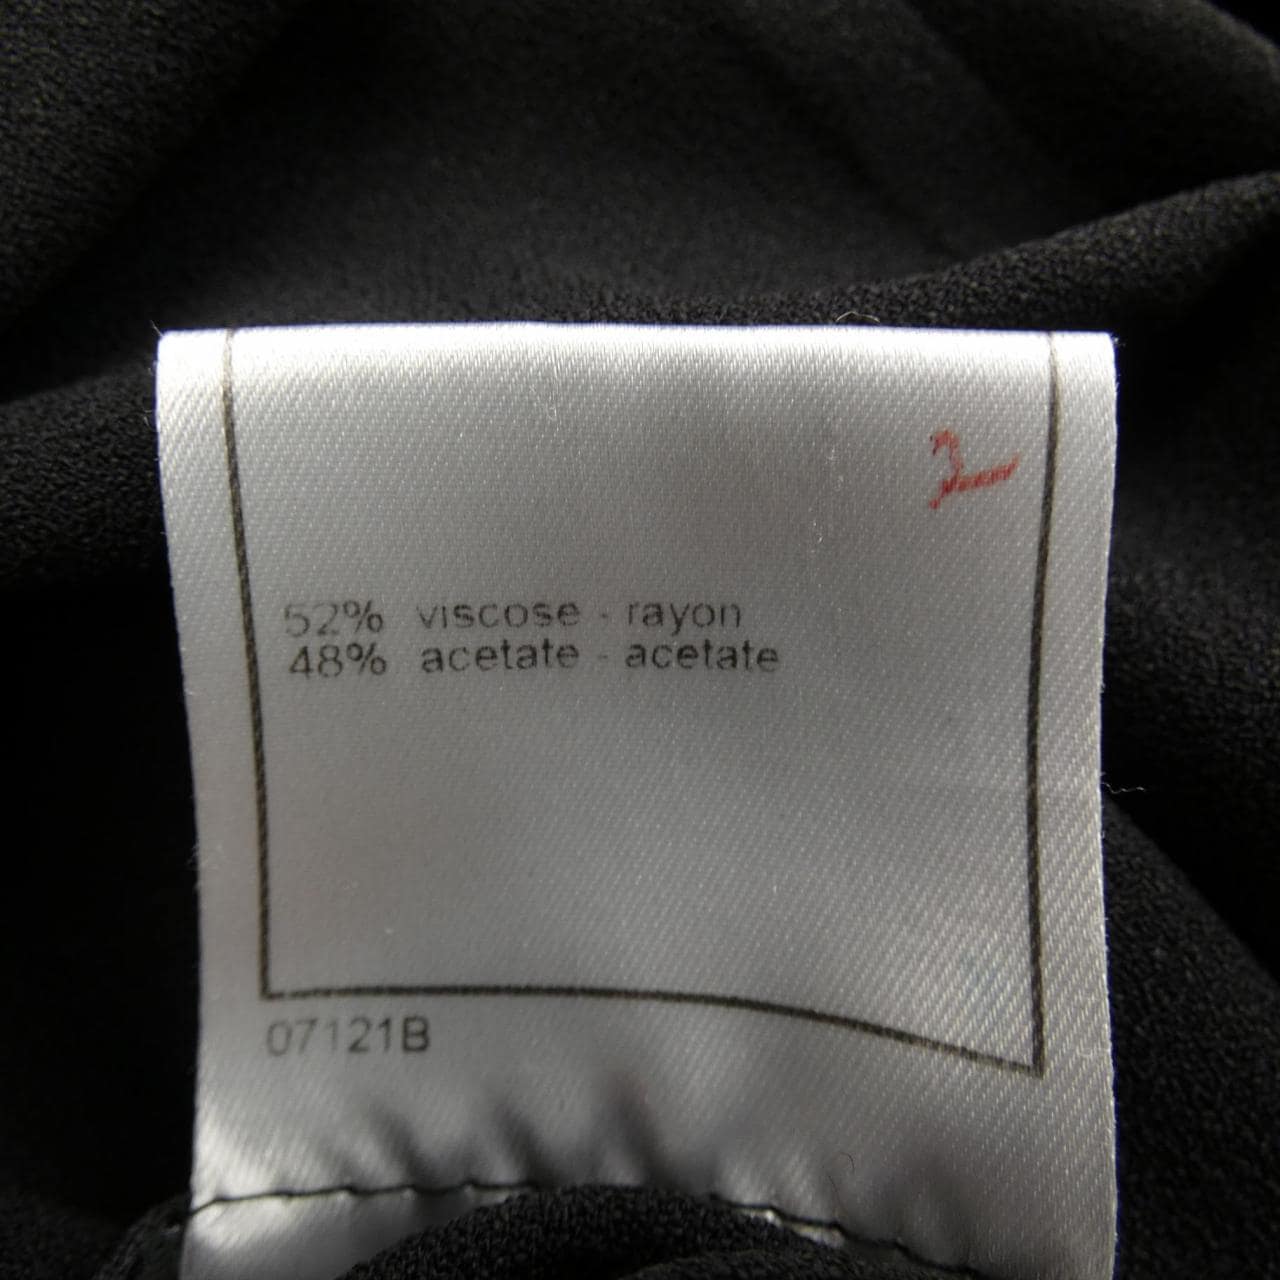 52% viscose - rayon
48% acetate - acetate
07121B